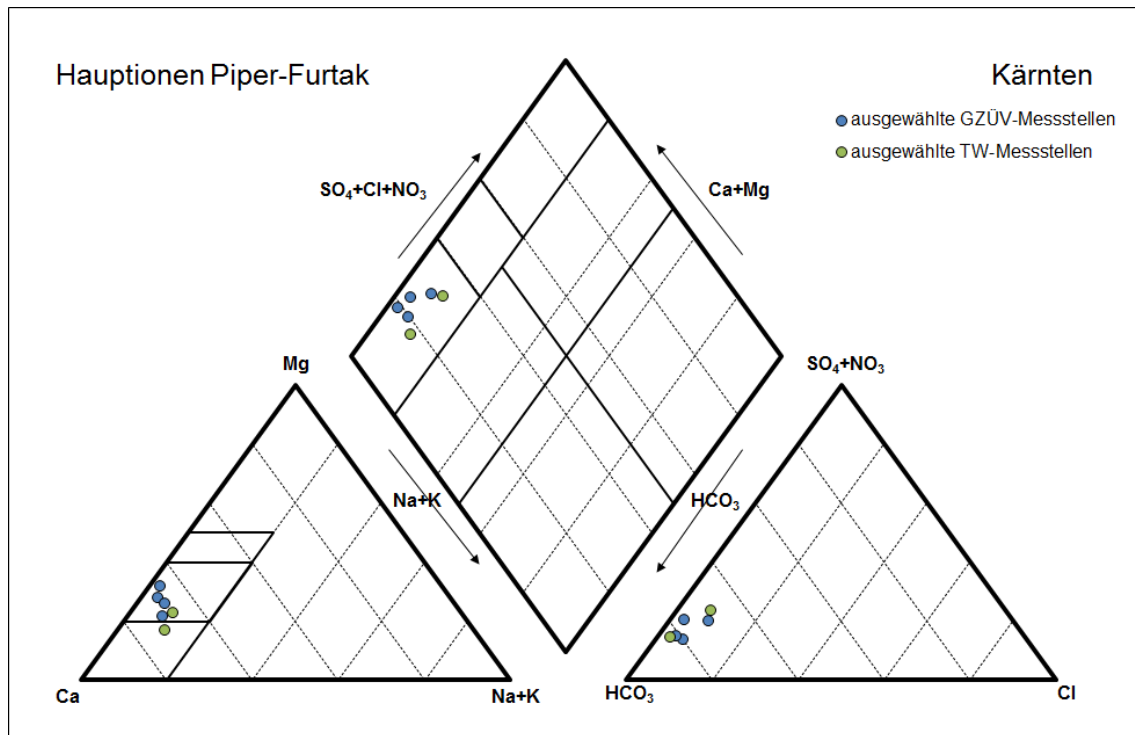 Hauptionen Piper-Furtak
Kärnten
ausgewählte GZÜV-Messstellen
ausgewählte TW-Messstellen
SO₄+Cl+NO₃
Ca+Mg
Mg
SO₄+NO₃
Na+K
HCO₃
Ca
Na+K
HCO₃
Cl